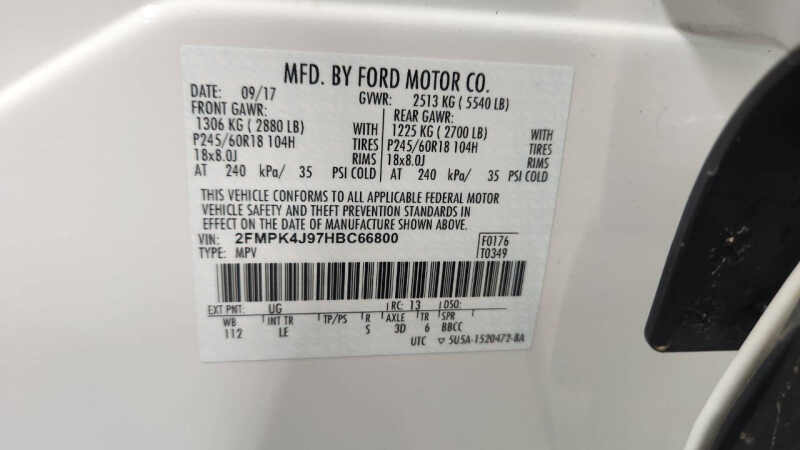 MFD. BY FORD MOTOR CO.
DATE: 09/17 GVWR: 2513 KG ( 5540 LB)
FRONT GAWR: REAR GAWR:
1306 KG ( 2880 LB) WITH 1225 KG ( 2700 LB) WITH
P245/60R18 104H TIRES P245/60R18 104H TIRES
18x8.0J RIMS 18x8.0J RIMS
AT 240 kPa/ 35 PSI COLD AT 240 kPa/ 35 PSI COLD
THIS VEHICLE CONFORMS TO ALL APPLICABLE FEDERAL MOTOR
VEHICLE SAFETY AND THEFT PREVENTION STANDARDS IN
EFFECT ON THE DATE OF MANUFACTURE SHOWN ABOVE.
VIN: 2FMPK4J97HBC66800 F0176
TYPE: MPV T0349
EXT PNT: UG RC: 13 DSO:
WB INT TR TP/PS R AXLE TR SPR
112 LE S 3D 6 BBCC
UTC ▽ 5U5A-1520472-BA